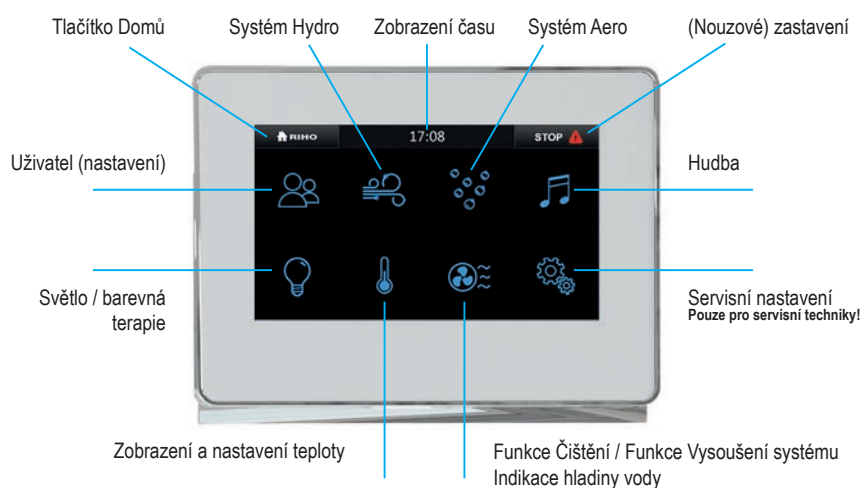 Tlačítko Domů
Systém Hydro
Zobrazení času
Systém Aero
(Nouzové) zastavení
RIHO
17:08
STOP
Uživatel (nastavení)
Hudba
Světlo / barevná
terapie
Servisní nastavení
Pouze pro servisní techniky!
Zobrazení a nastavení teploty
Funkce Čištění / Funkce Vysoušení systému
Indikace hladiny vody